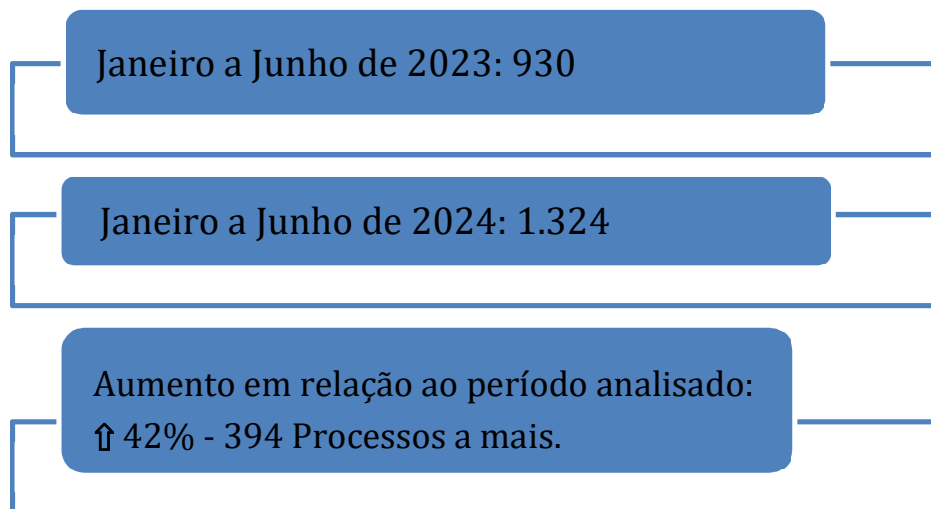 Janeiro a Junho de 2023: 930
Janeiro a Junho de 2024: 1.324
Aumento em relação ao período analisado:
⇧ 42% - 394 Processos a mais.